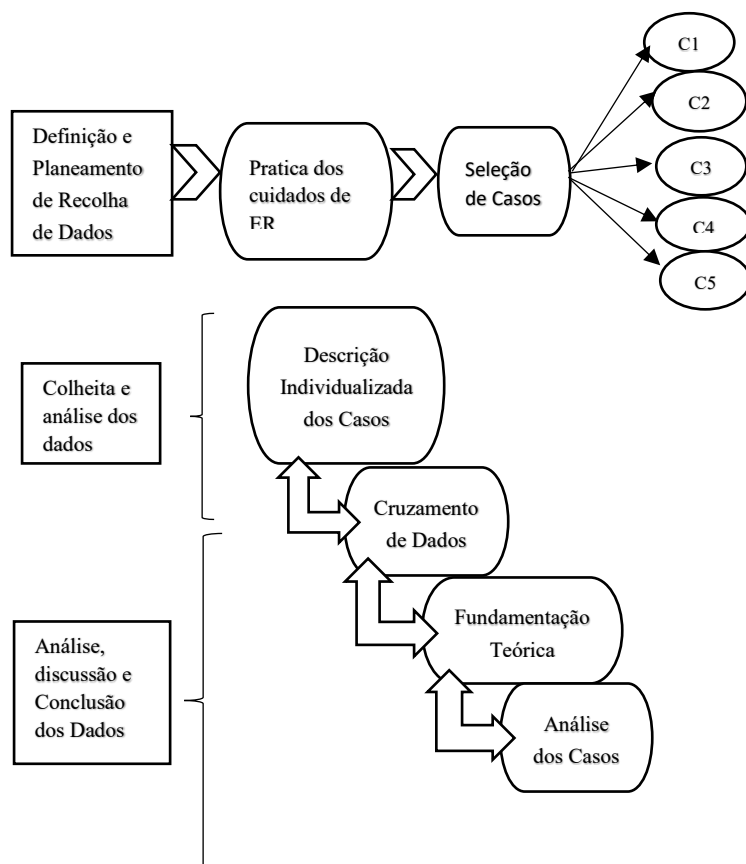 Definição e
Planeamento
de Recolha
de Dados
Pratica dos
cuidados de
ER
Seleção
de Casos
C1
C2
C3
C4
C5
Colheita e
análise dos
dados
Descrição
Individualizada
dos Casos
Cruzamento
de Dados
Análise,
discussão e
Conclusão
dos Dados
Fundamentação
Teórica
Análise
dos Casos